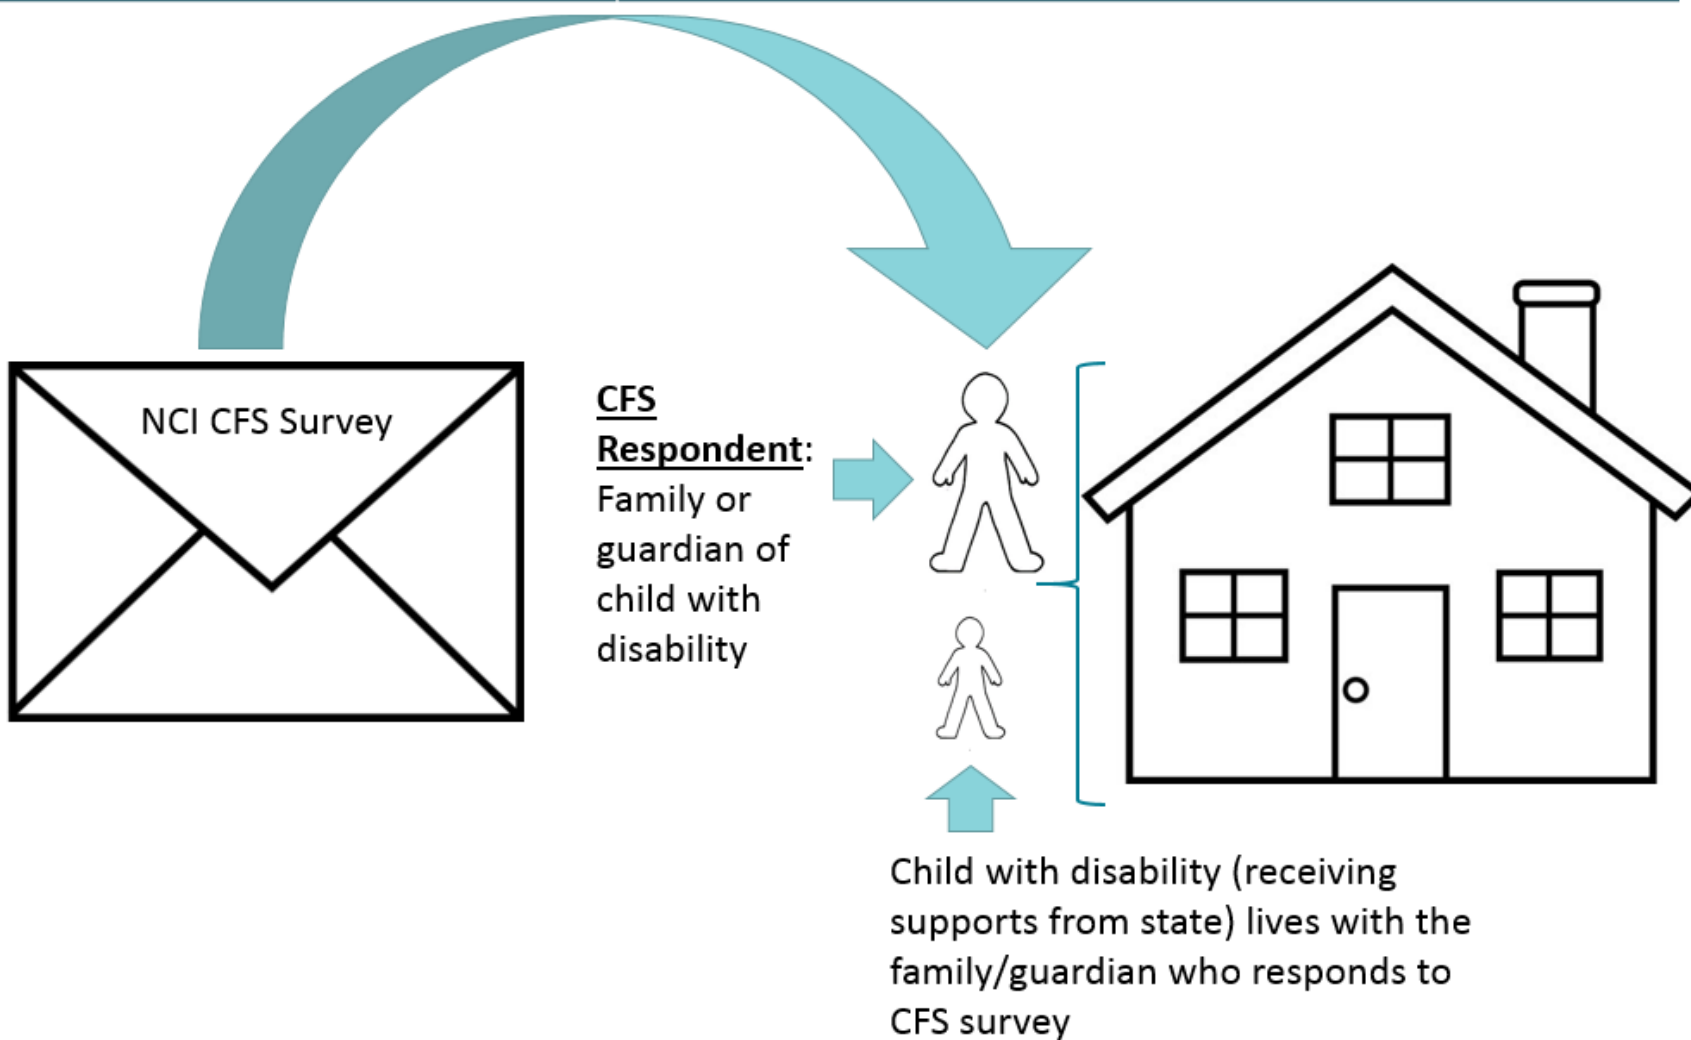 NCI CFS Survey
CFS
Respondent:
Family or
guardian of
child with
disability
Child with disability (receiving
supports from state) lives with the
family/guardian who responds to
CFS survey